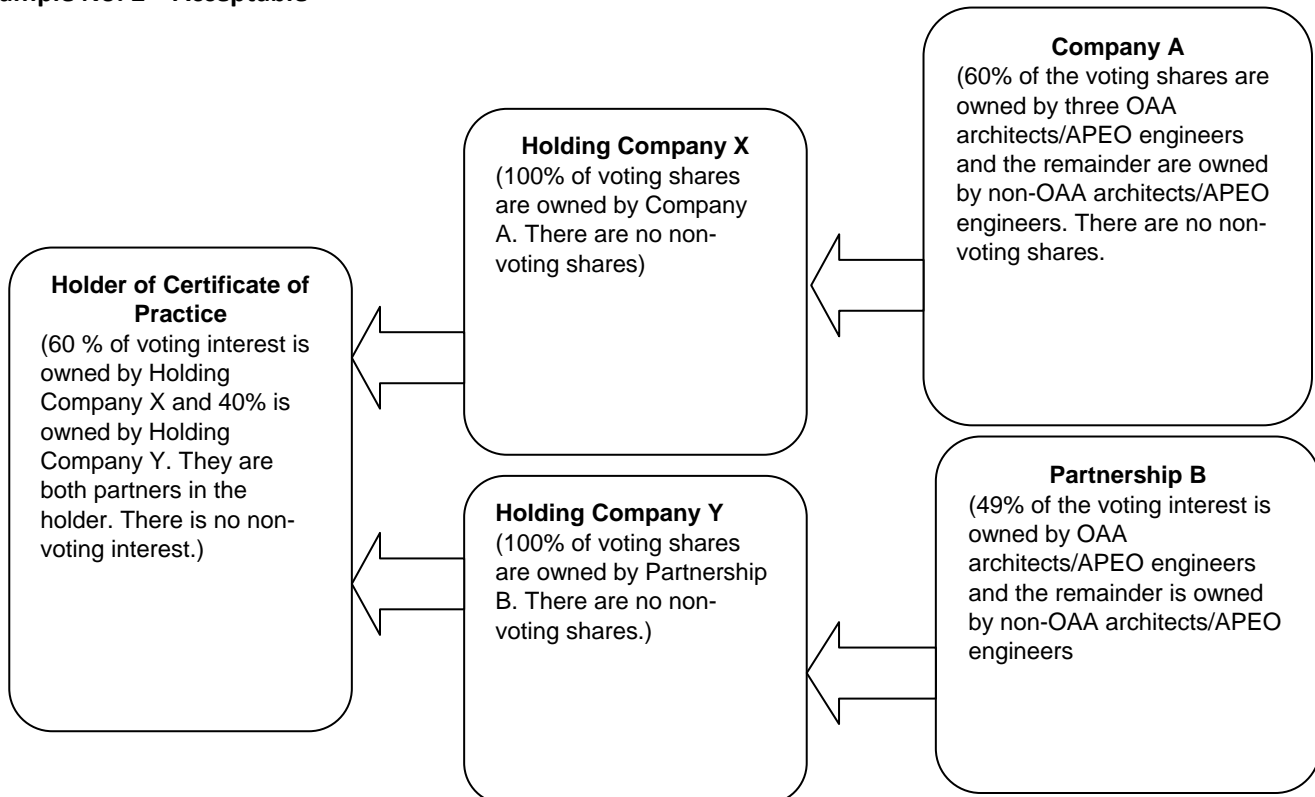 Company A
(60% of the voting shares are
owned by three OAA
architects/APEO engineers
and the remainder are owned
by non-OAA architects/APEO
engineers. There are no non-
voting shares.
Holding Company X
(100% of voting shares
are owned by Company
A. There are no non-
voting shares)
Holder of Certificate of
Practice
(60 % of voting interest is
owned by Holding
Company X and 40% is
owned by Holding
Company Y. They are
both partners in the
holder. There is no non-
voting interest.)
Holding Company Y
(100% of voting shares
are owned by Partnership
B. There are no non-
voting shares.)
Partnership B
(49% of the voting interest is
owned by OAA
architects/APEO engineers
and the remainder is owned
by non-OAA architects/APEO
engineers